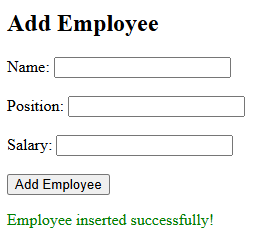 Add Employee
Name:
Position:
Salary:
Add Employee
Employee inserted successfully!